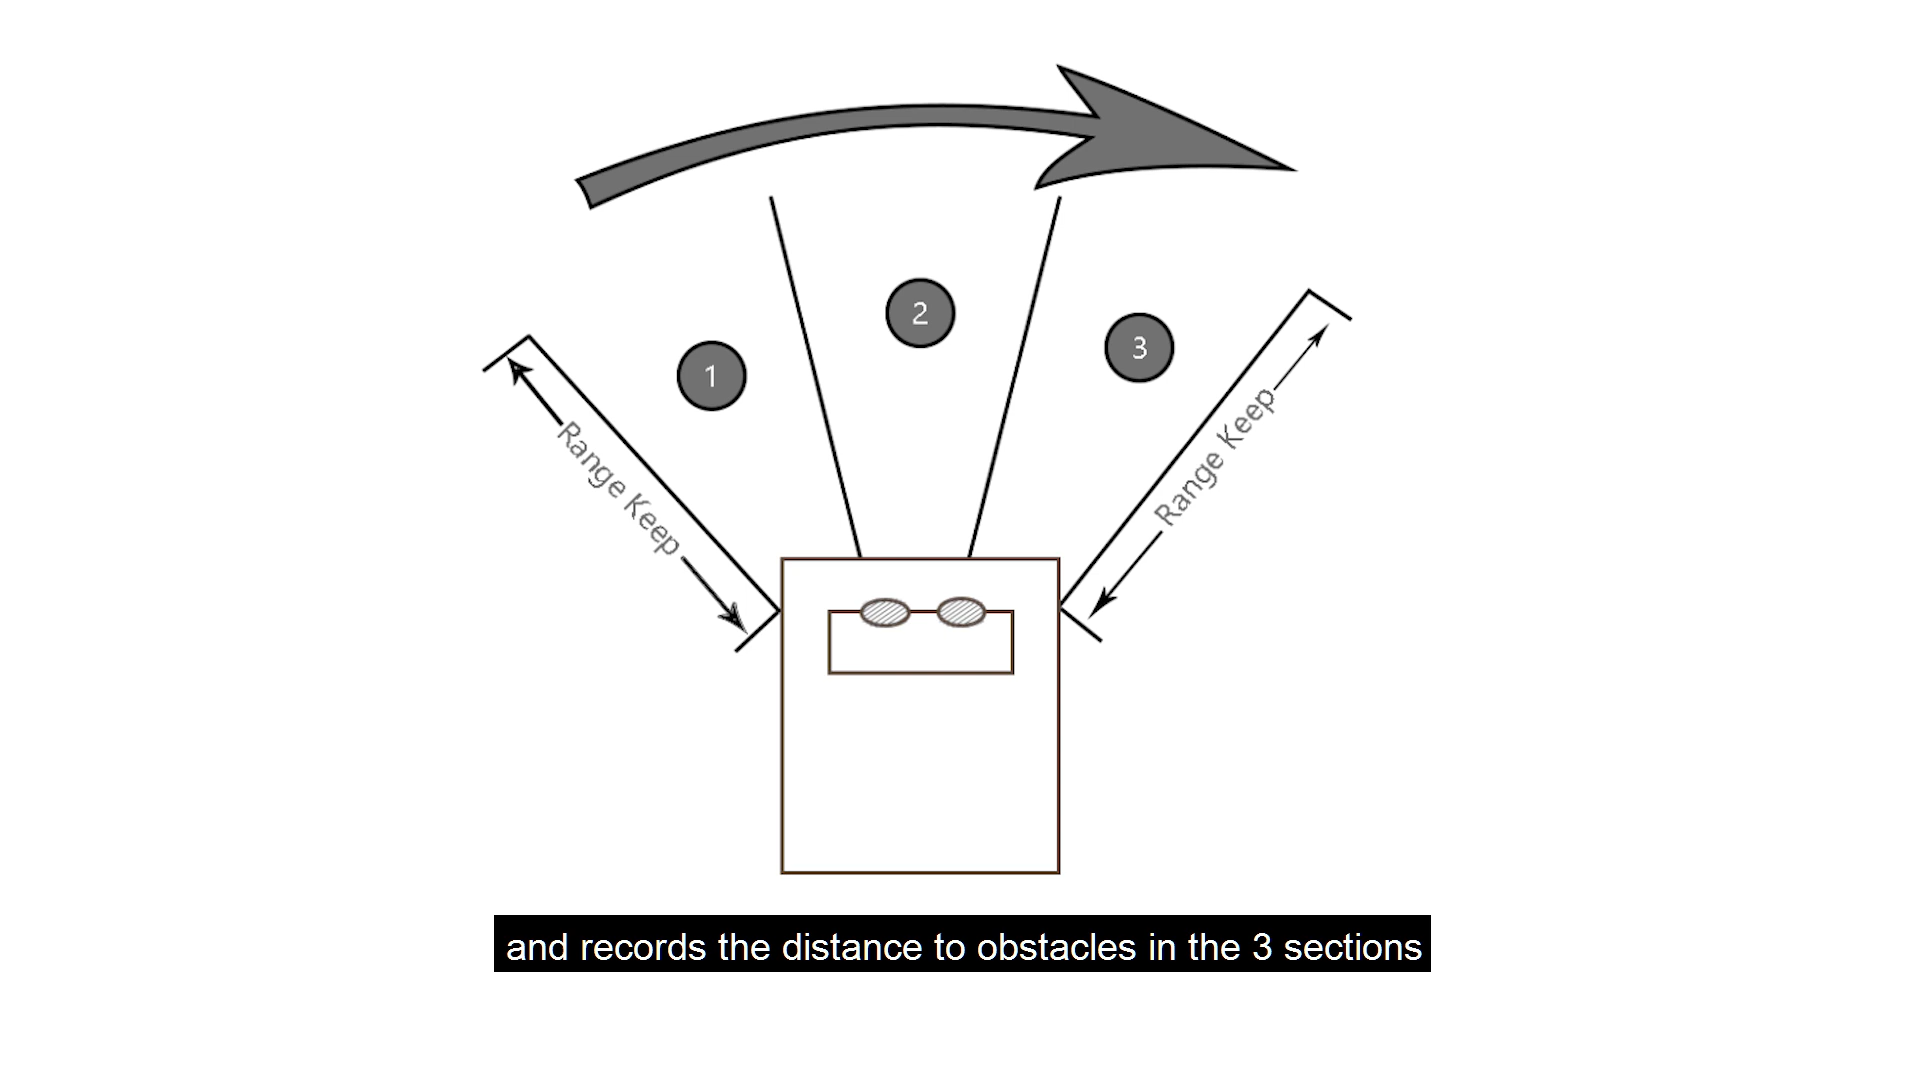 2
3
1
Range Keep
Range Keep
and records the distance to obstacles in the 3 sections